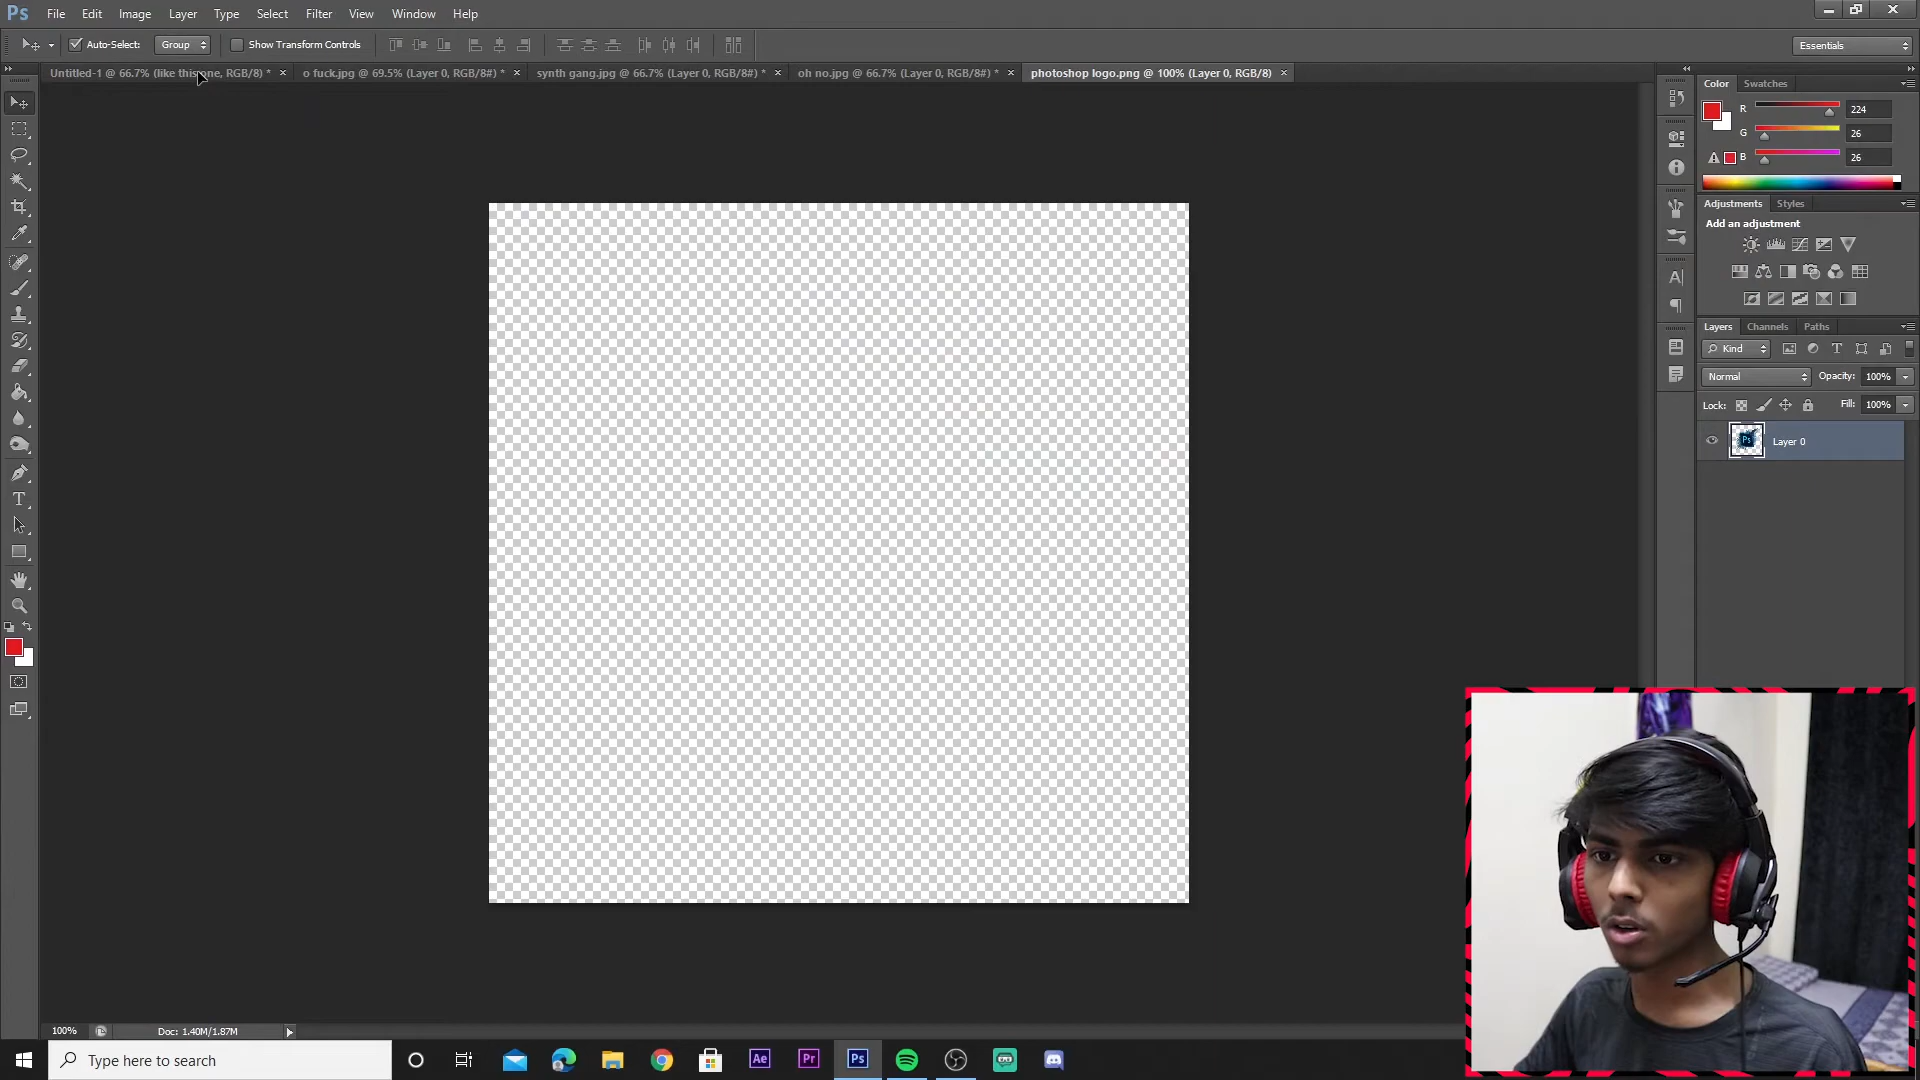 Ps File Edit Image Layer Type Select Filter View Window Help
Auto-Select: Group Show Transform Controls Essentials
Untitled-1 @ 66.7% (like this one, RGB/8) * × o fuck.jpg @ 69.5% (Layer 0, RGB/8#) * × synth gang.jpg @ 66.7% (Layer 0, RGB/8#) * × oh no.jpg @ 66.7% (Layer 0, RGB/8#) * × photoshop logo.png @ 100% (Layer 0, RGB/8) ×
Color Swatches
R 224
G 26
B 26
Adjustments Styles
Add an adjustment
Layers Channels Paths
Kind
Normal Opacity: 100%
Lock: Fill: 100%
Ps Layer 0
100% Doc: 1.40M/1.87M
Type here to search Ae Pr Ps